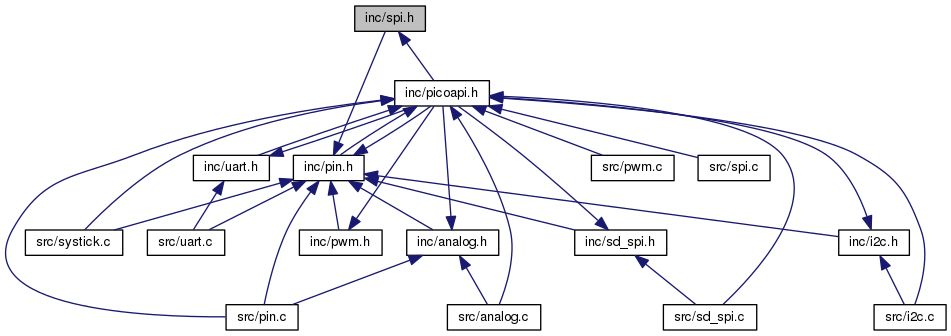 inc/spi.h
inc/picoapi.h
inc/uart.h
inc/pin.h
src/pwm.c
src/spi.c
src/systick.c
src/uart.c
inc/pwm.h
inc/analog.h
inc/sd_spi.h
inc/i2c.h
src/pin.c
src/analog.c
src/sd_spi.c
src/i2c.c